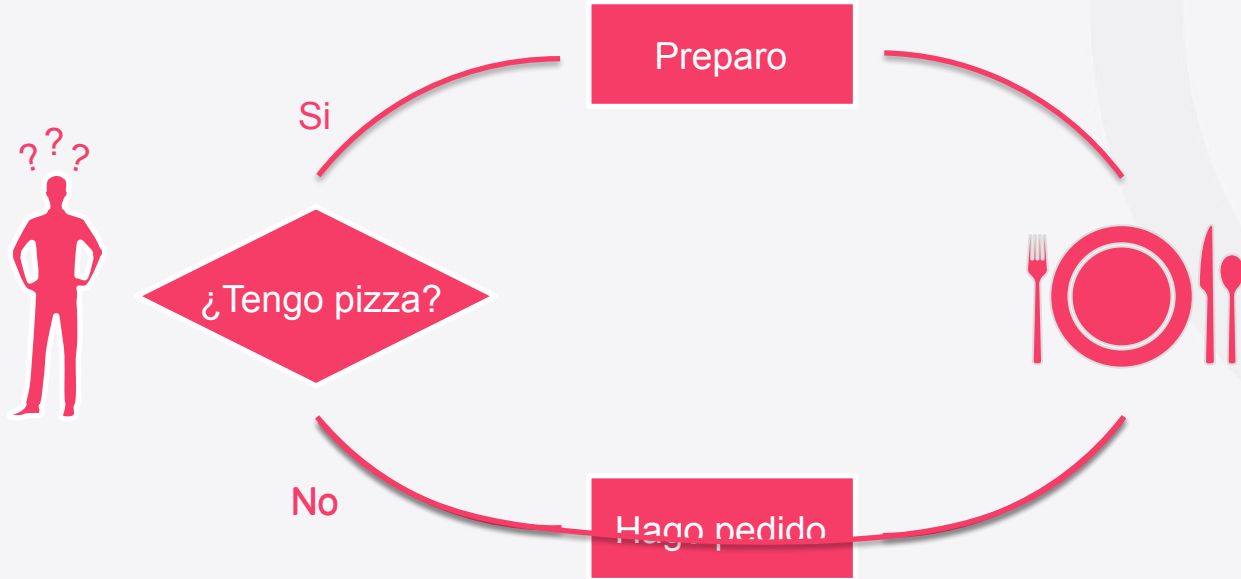 Preparo
Si
? ? ?
¿Tengo pizza?
No
Hago pedido